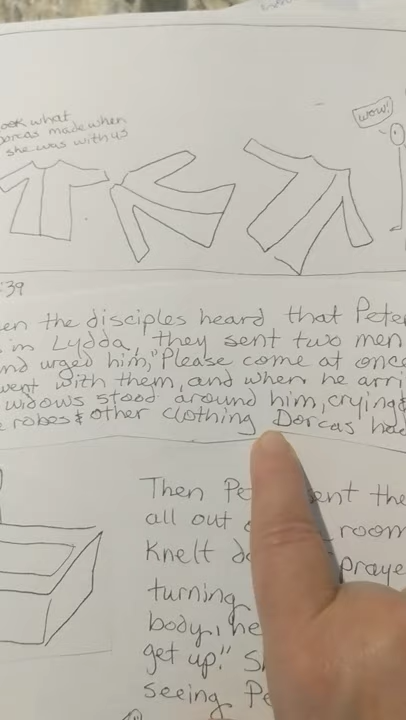 ook what
orcas made when
she was with us
wow!
:39
en the disciples heard that Peter
in Lydda, they sent two men
nd urged him, "Please come at once
went with them, and when he arri
widows stood around him, crying &
e robes & other clothing Dorcas had
Then Pe sent the
all out room
Knelt d praye
turning
body, he
get up." S
seeing Pe